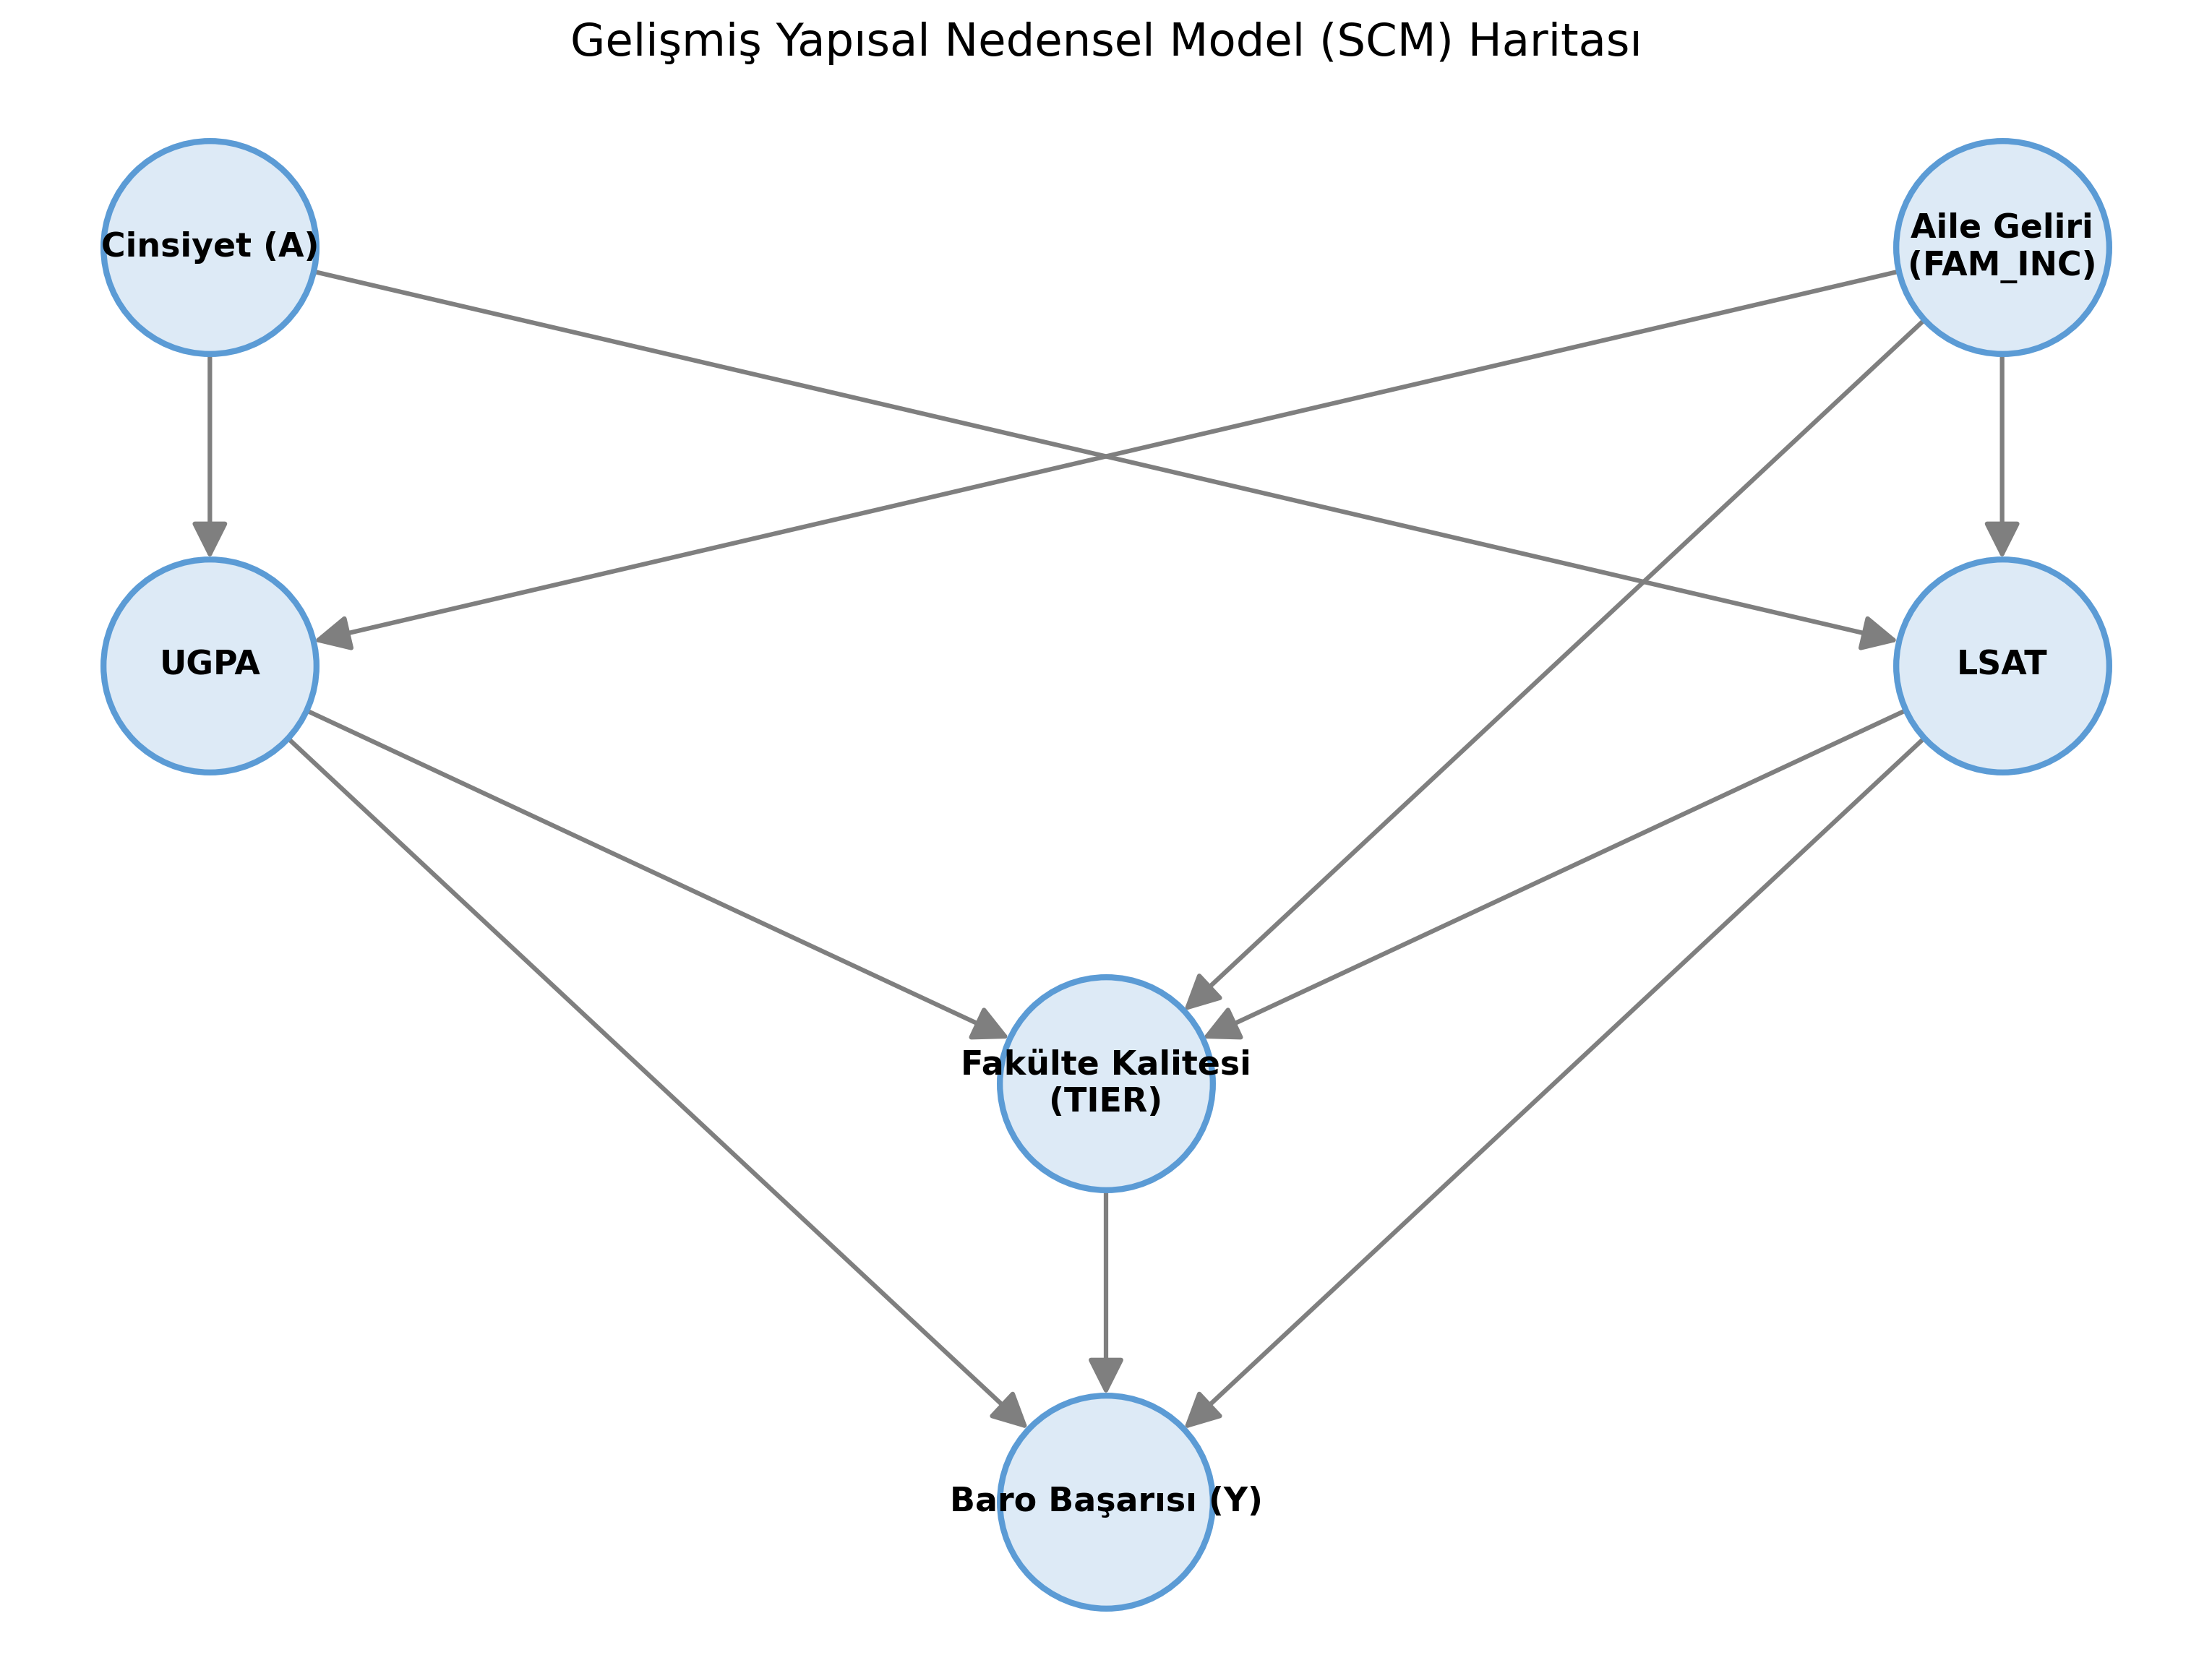 Gelişmiş Yapısal Nedensel Model (SCM) Haritası
Cinsiyet (A)
Aile Geliri
(FAM_INC)
UGPA
LSAT
Fakülte Kalitesi
(TIER)
Baro Başarısı (Y)